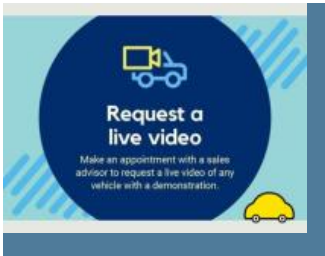 Request a
live video
Make an appointment with a sales
advisor to request a live video of any
vehicle with a demonstration.